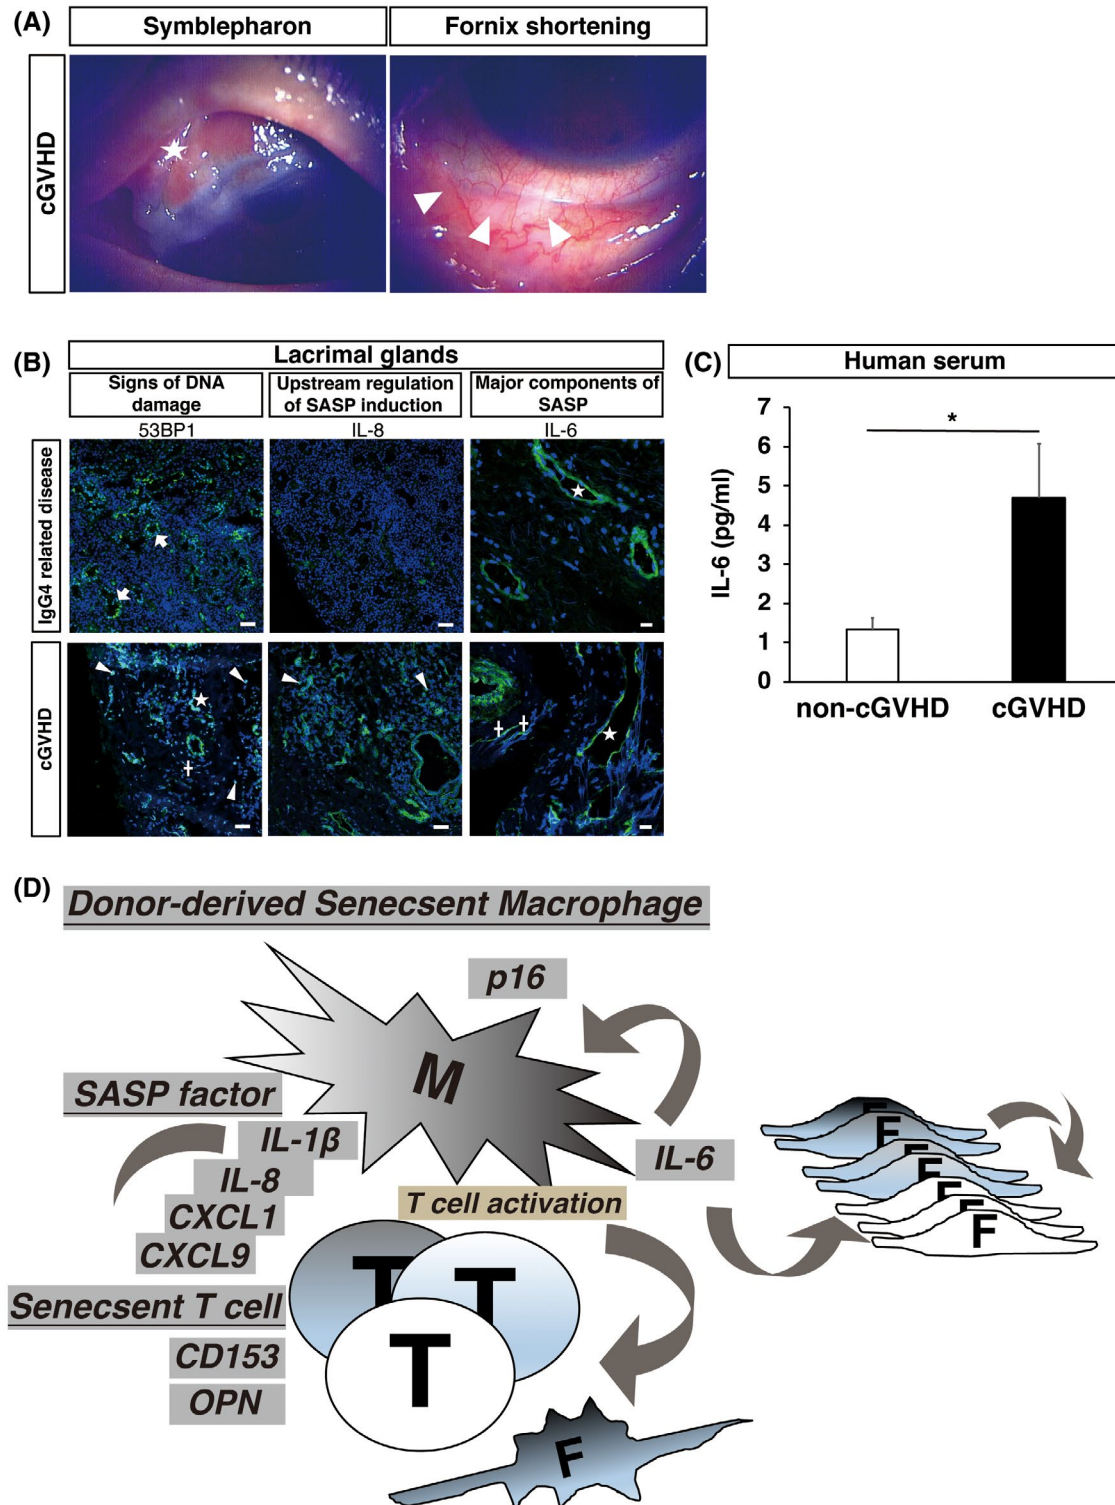 (A)
Symblepharon
Fornix shortening
cGVHD
(B)
Lacrimal glands
Signs of DNA
damage
Upstream regulation
of SASP induction
Major components of
SASP
53BP1
IL-8
IL-6
IgG4 related disease
cGVHD
(C)
Human serum
7
6
5
4
3
2
1
0
IL-6 (pg/ml)
*
non-cGVHD
cGVHD
(D)
Donor-derived Senecsent Macrophage
p16
M
SASP factor
IL-1β
IL-8
CXCL1
CXCL9
IL-6
T cell activation
Senecsent T cell
CD153
OPN
T
T
T
F
F
F
F
F
F
F